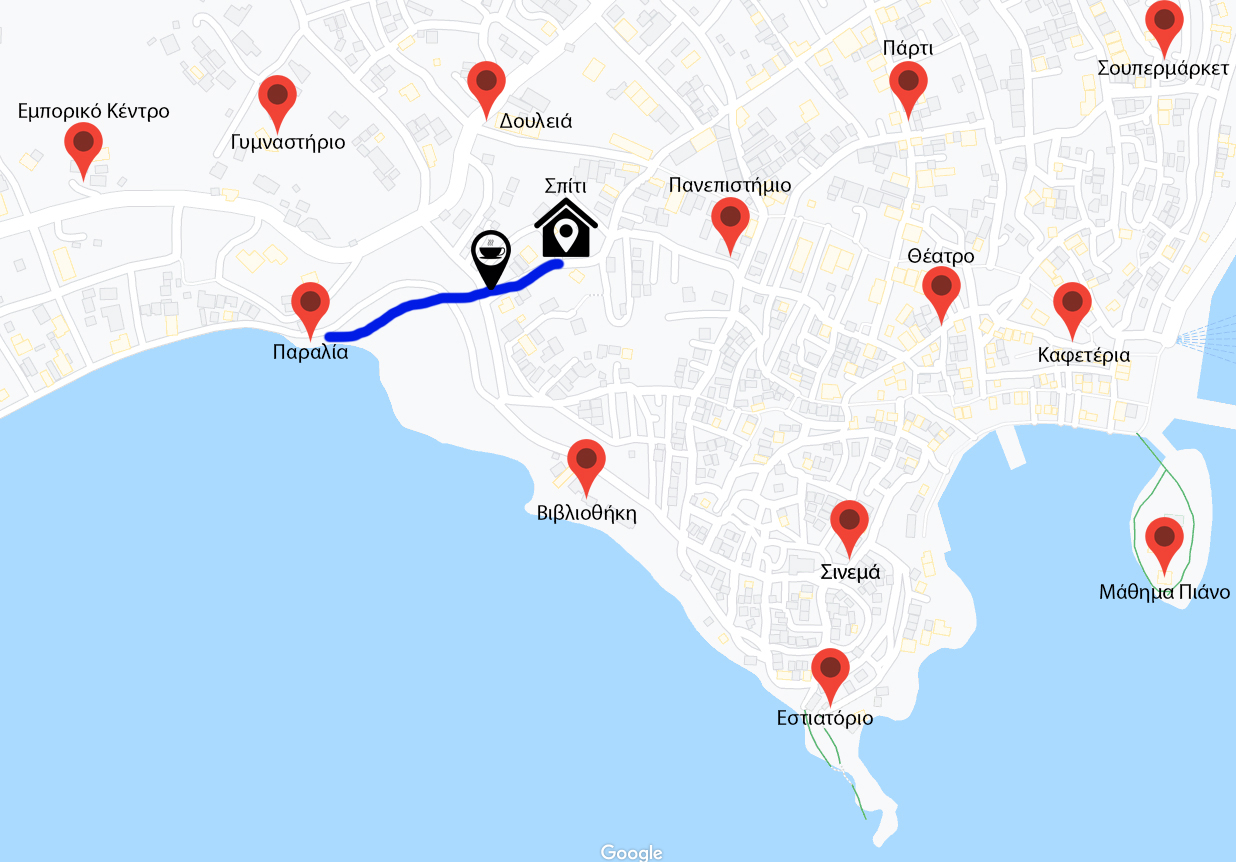 Πάρτι
Σουπερμάρκετ
Εμπορικό Κέντρο
Δουλειά
Γυμναστήριο
Σπίτι
Πανεπιστήμιο
Θέατρο
Παραλία
Καφετέρια
Βιβλιοθήκη
Σινεμά
Μάθημα Πιάνο
Εστιατόριο
Google